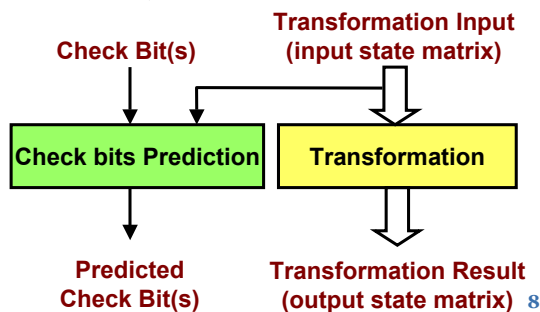 Check Bit(s)
Transformation Input
(input state matrix)
Check bits Prediction
Transformation
Predicted
Check Bit(s)
Transformation Result
(output state matrix) 8